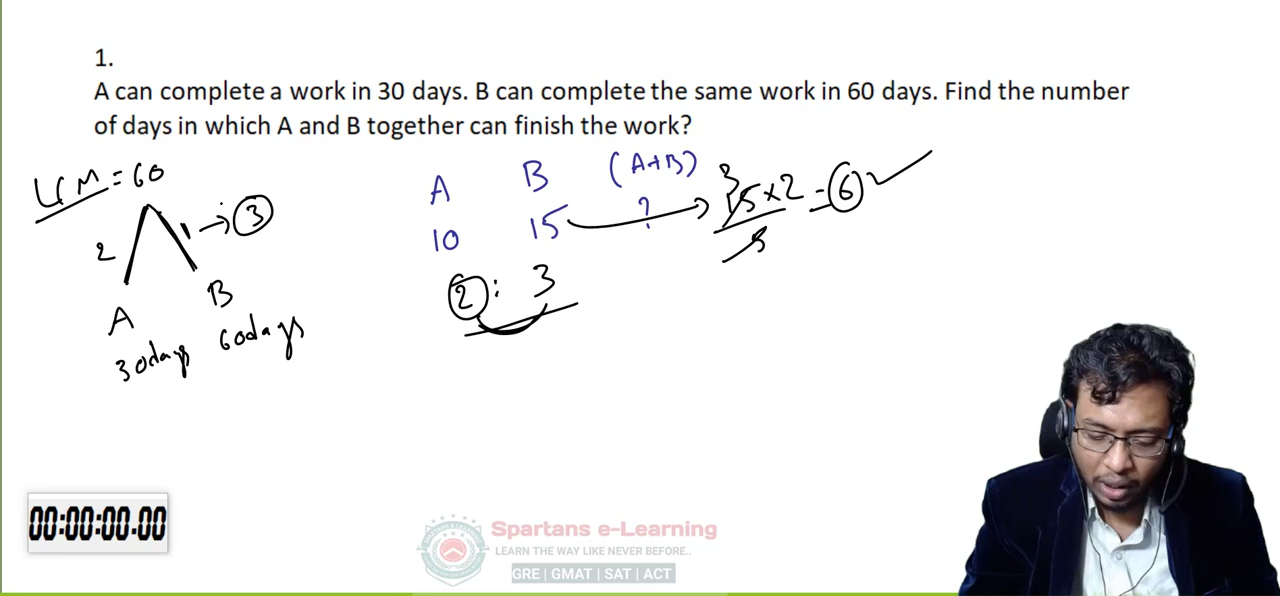 1.
A can complete a work in 30 days. B can complete the same work in 60 days. Find the number
of days in which A and B together can finish the work?
LCM = 60
2
→ 3
A
B
30days
60days
A B (A+B)
10 15 ? → 15×2 = 6
3
5
2 : 3
00:00:00.00
Spartans e-Learning
LEARN THE WAY LIKE NEVER BEFORE..
GRE | GMAT | SAT | ACT